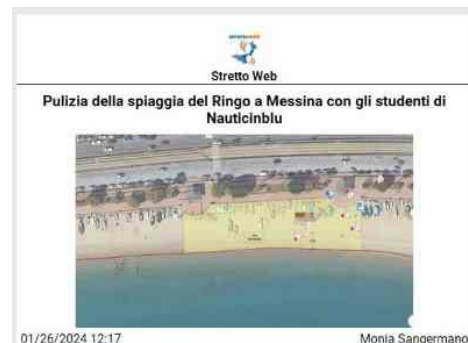 Stretto Web
Pulizia della spiaggia del Ringo a Messina con gli studenti di
Nauticinblu
01/26/2024 12:17
Monia Sangermano